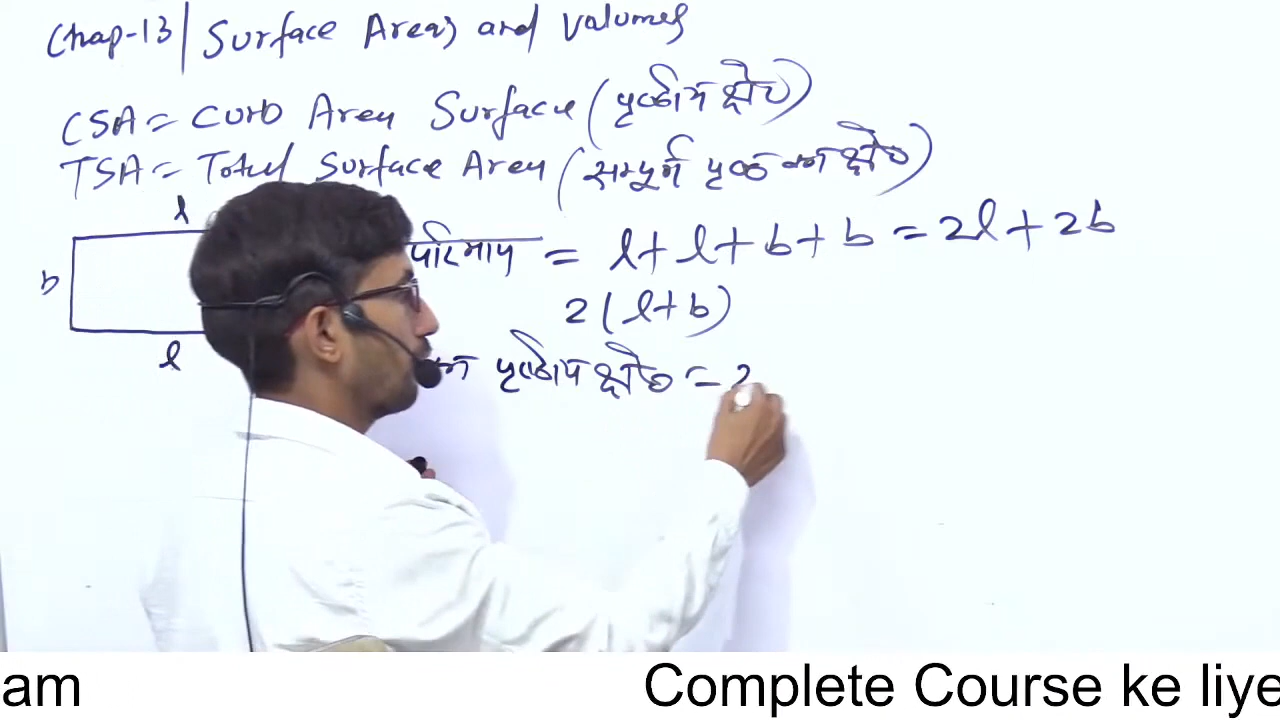 Chap-13 | Surface Areas and Volumes
CSA = Curb Area Surface (पृष्ठीय क्षेत्र)
TSA = Total Surface Area (सम्पूर्ण पृष्ठ का क्षेत्र)
l
b
परिमाप = l + l + b + b = 2l + 2b
2(l+b)
l
पृष्ठीय क्षेत्र = 2
am Complete Course ke liye